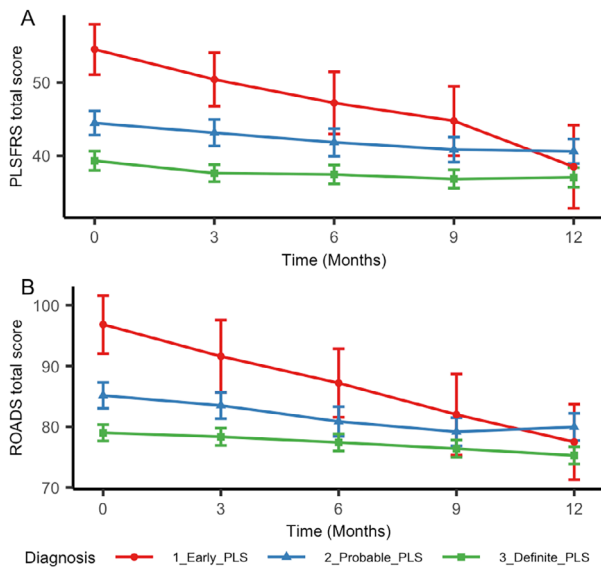 A
PLSFRS total score
50
40
0 3 6 9 12
Time (Months)
B
ROADS total score
100
90
80
70
0 3 6 9 12
Time (Months)
Diagnosis 1_Early_PLS 2_Probable_PLS 3_Definite_PLS